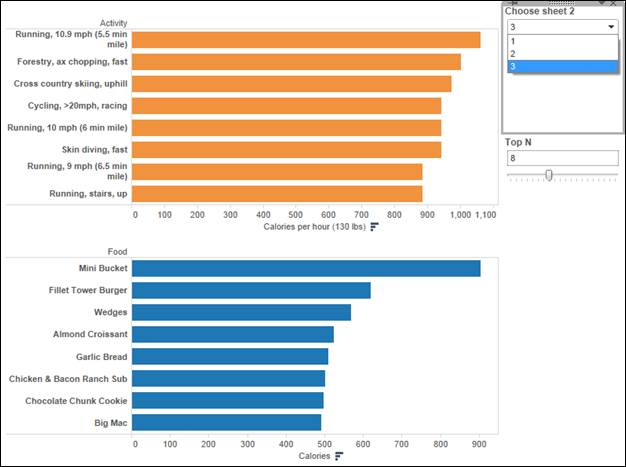 Activity
Running, 10.9 mph (5.5 min
mile)
Forestry, ax chopping, fast
Cross country skiing, uphill
Cycling, >20mph, racing
Running, 10 mph (6 min mile)
Skin diving, fast
Running, 9 mph (6.5 min
mile)
Running, stairs, up
0 100 200 300 400 500 600 700 800 900 1,000 1,100
Calories per hour (130 lbs)
Food
Mini Bucket
Fillet Tower Burger
Wedges
Almond Croissant
Garlic Bread
Chicken & Bacon Ranch Sub
Chocolate Chunk Cookie
Big Mac
0 100 200 300 400 500 600 700 800 900
Calories
Choose sheet 2
3
1
2
3
Top N
8